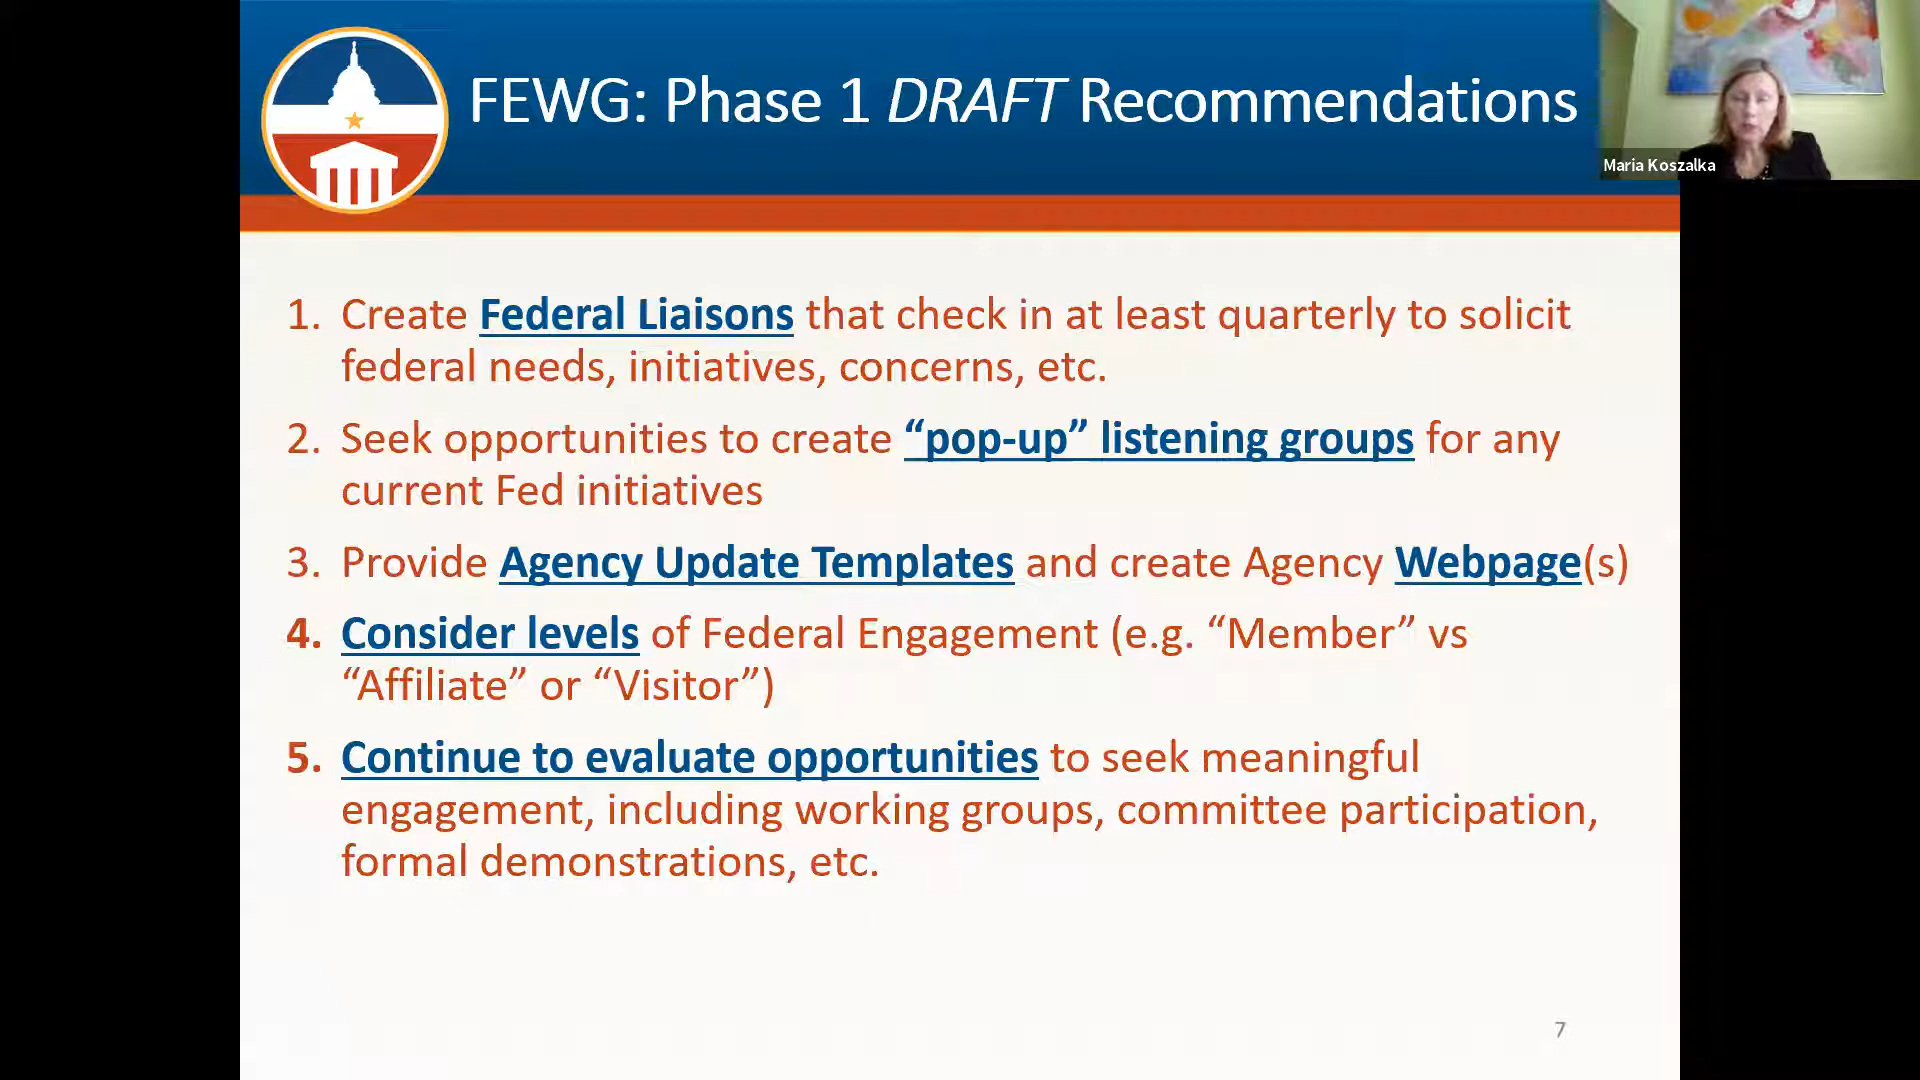 FEWG: Phase 1 DRAFT Recommendations
Maria Koszalka
1. Create Federal Liaisons that check in at least quarterly to solicit
federal needs, initiatives, concerns, etc.
2. Seek opportunities to create “pop-up” listening groups for any
current Fed initiatives
3. Provide Agency Update Templates and create Agency Webpage(s)
4. Consider levels of Federal Engagement (e.g. “Member” vs
“Affiliate” or “Visitor”)
5. Continue to evaluate opportunities to seek meaningful
engagement, including working groups, committee participation,
formal demonstrations, etc.
7